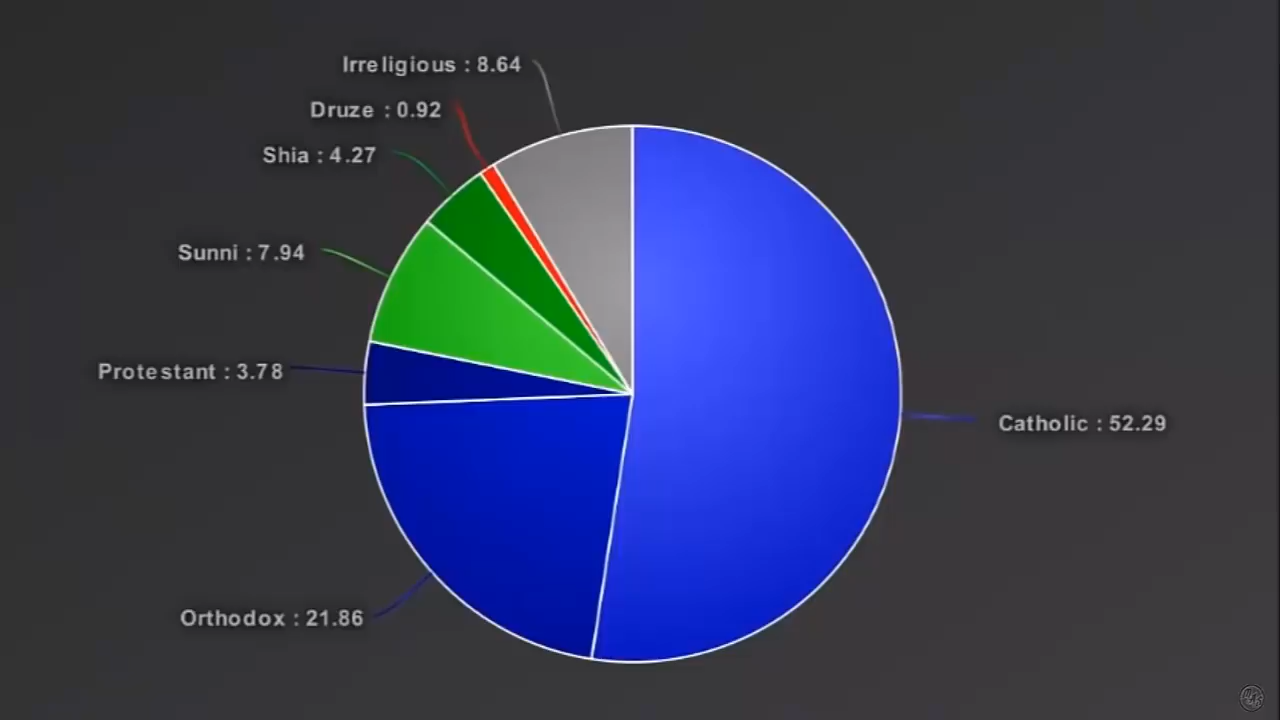 Irreligious : 8.64
Druze : 0.92
Shia : 4.27
Sunni : 7.94
Protestant : 3.78
Catholic : 52.29
Orthodox : 21.86